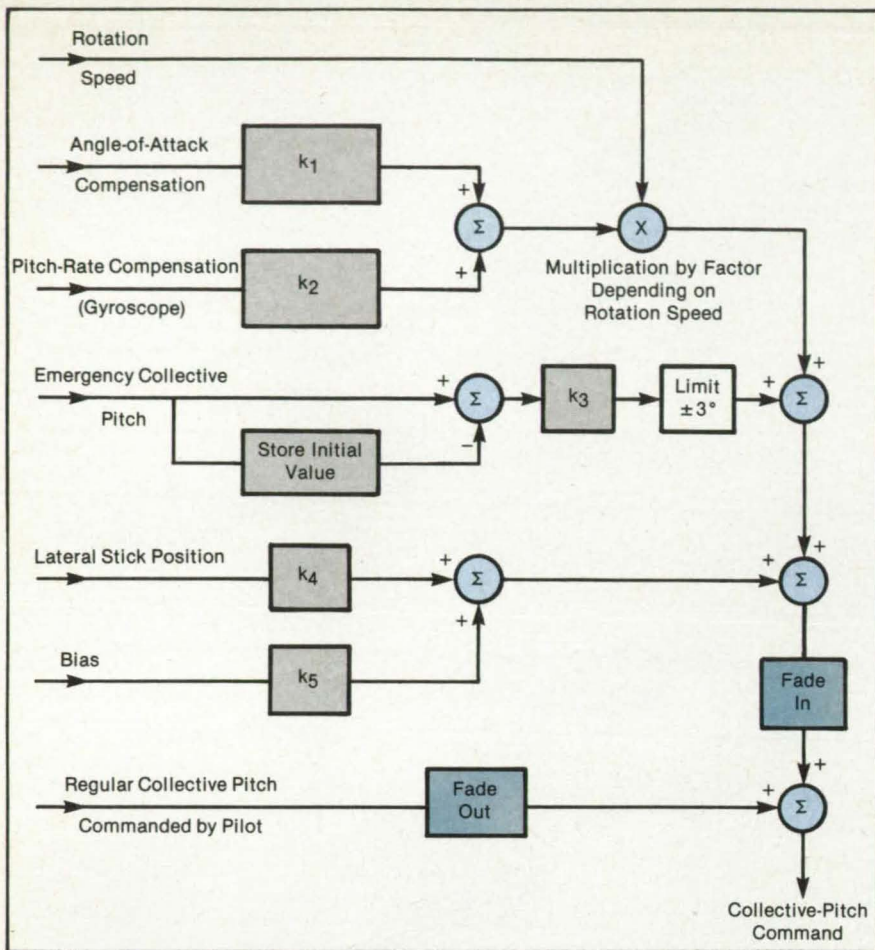 Rotation
Speed
Angle-of-Attack
Compensation
k1
+
Σ
X
Pitch-Rate Compensation
(Gyroscope)
k2
+
Multiplication by Factor
Depending on
Rotation Speed
Emergency Collective
Pitch
+
Σ
−
k3
Limit
±3°
+
+
Σ
Store Initial
Value
Lateral Stick Position
k4
+
Σ
+
+
+
Σ
Bias
k5
Fade
In
Regular Collective Pitch
Commanded by Pilot
Fade
Out
+
+
Σ
Collective-Pitch
Command